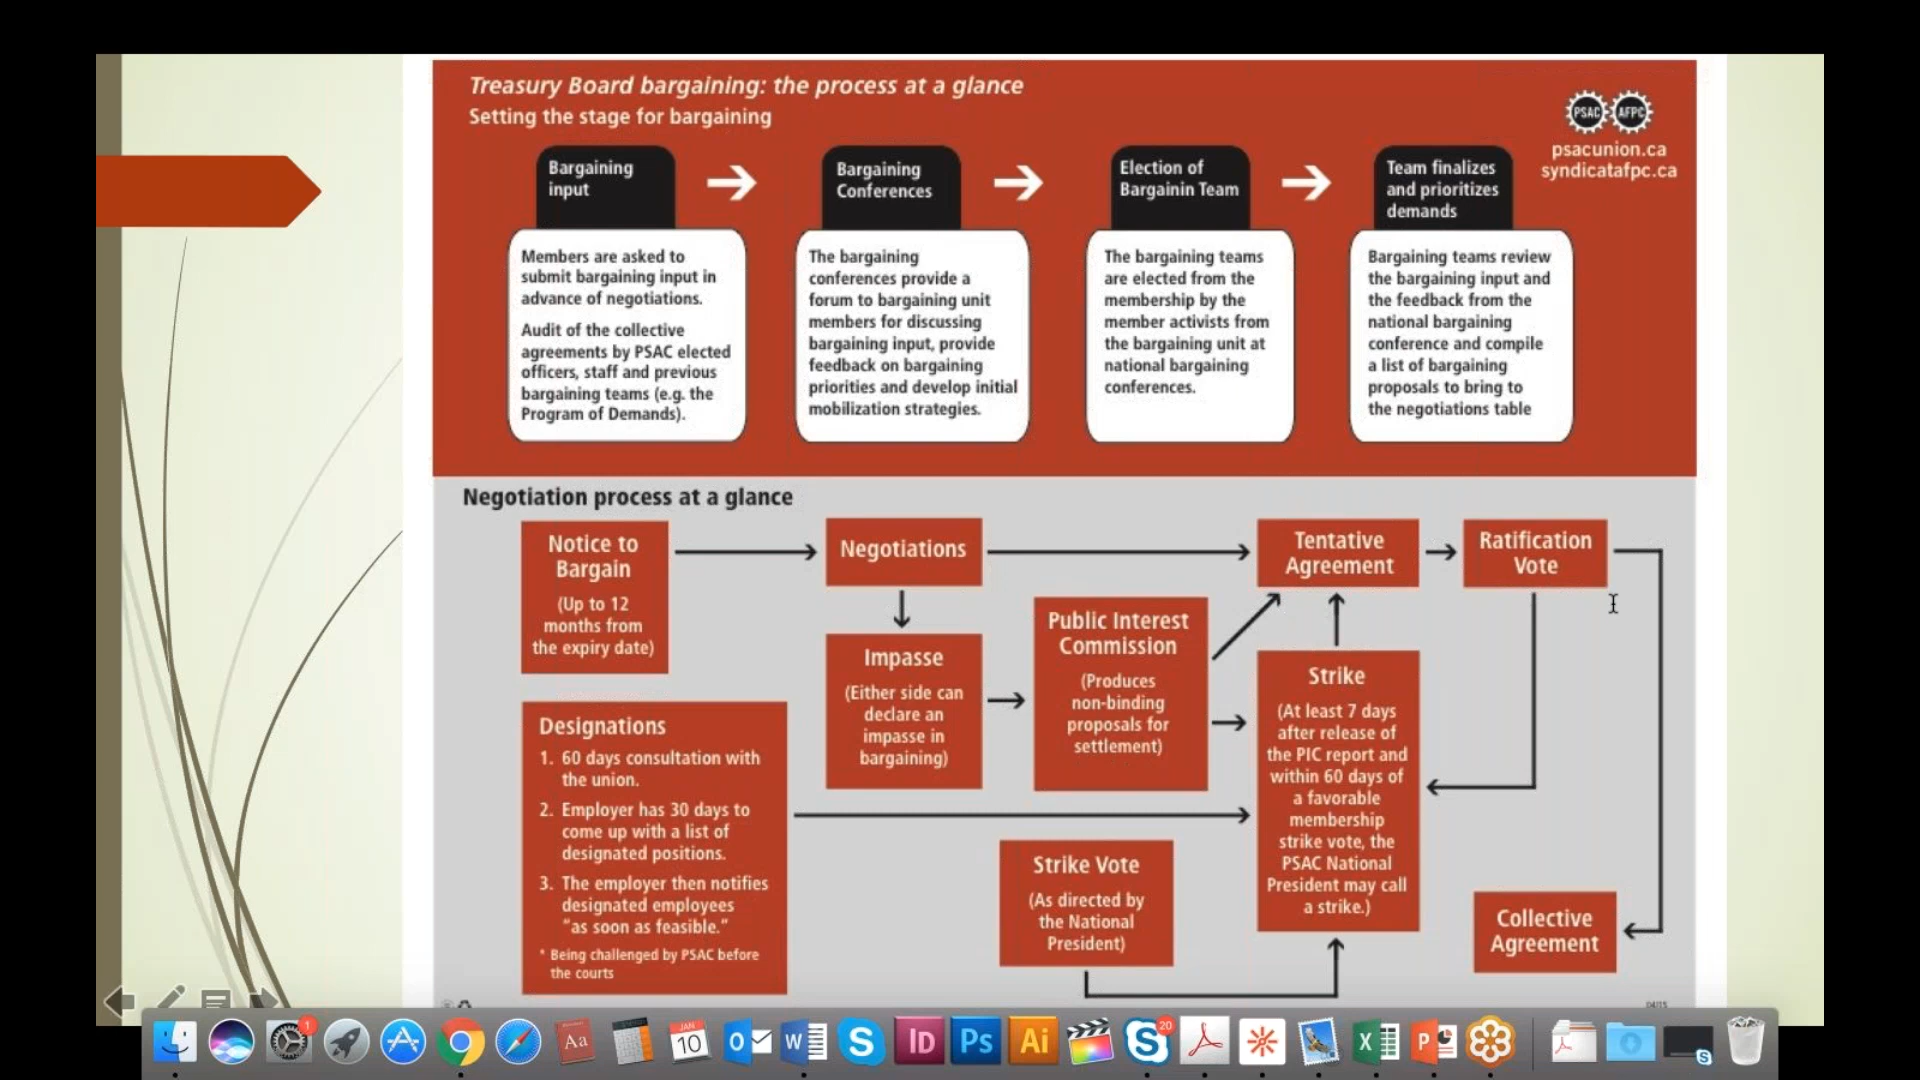 Treasury Board bargaining: the process at a glance
Setting the stage for bargaining
PSAC AFPC
psacunion.ca
syndicatafpc.ca
Bargaining
input
Members are asked to
submit bargaining input in
advance of negotiations.
Audit of the collective
agreements by PSAC elected
officers, staff and previous
bargaining teams (e.g. the
Program of Demands).
Bargaining
Conferences
The bargaining
conferences provide a
forum to bargaining unit
members for discussing
bargaining input, provide
feedback on bargaining
priorities and develop initial
mobilization strategies.
Election of
Bargainin Team
The bargaining teams
are elected from the
membership by the
member activists from
the bargaining unit at
national bargaining
conferences.
Team finalizes
and prioritizes
demands
Bargaining teams review
the bargaining input and
the feedback from the
national bargaining
conference and compile
a list of bargaining
proposals to bring to
the negotiations table
Negotiation process at a glance
Notice to
Bargain
(Up to 12
months from
the expiry date)
Negotiations
Tentative
Agreement
Ratification
Vote
Impasse
(Either side can
declare an
impasse in
bargaining)
Public Interest
Commission
(Produces
non-binding
proposals for
settlement)
Strike
(At least 7 days
after release of
the PIC report and
within 60 days of
a favorable
membership
strike vote, the
PSAC National
President may call
a strike.)
Designations
1. 60 days consultation with
the union.
2. Employer has 30 days to
come up with a list of
designated positions.
3. The employer then notifies
designated employees
"as soon as feasible."
* Being challenged by PSAC before
the courts
Strike Vote
(As directed by
the National
President)
Collective
Agreement
1
Aa
JAN
10
O
W
S
Id
Ps
Ai
S
20
X
P
S